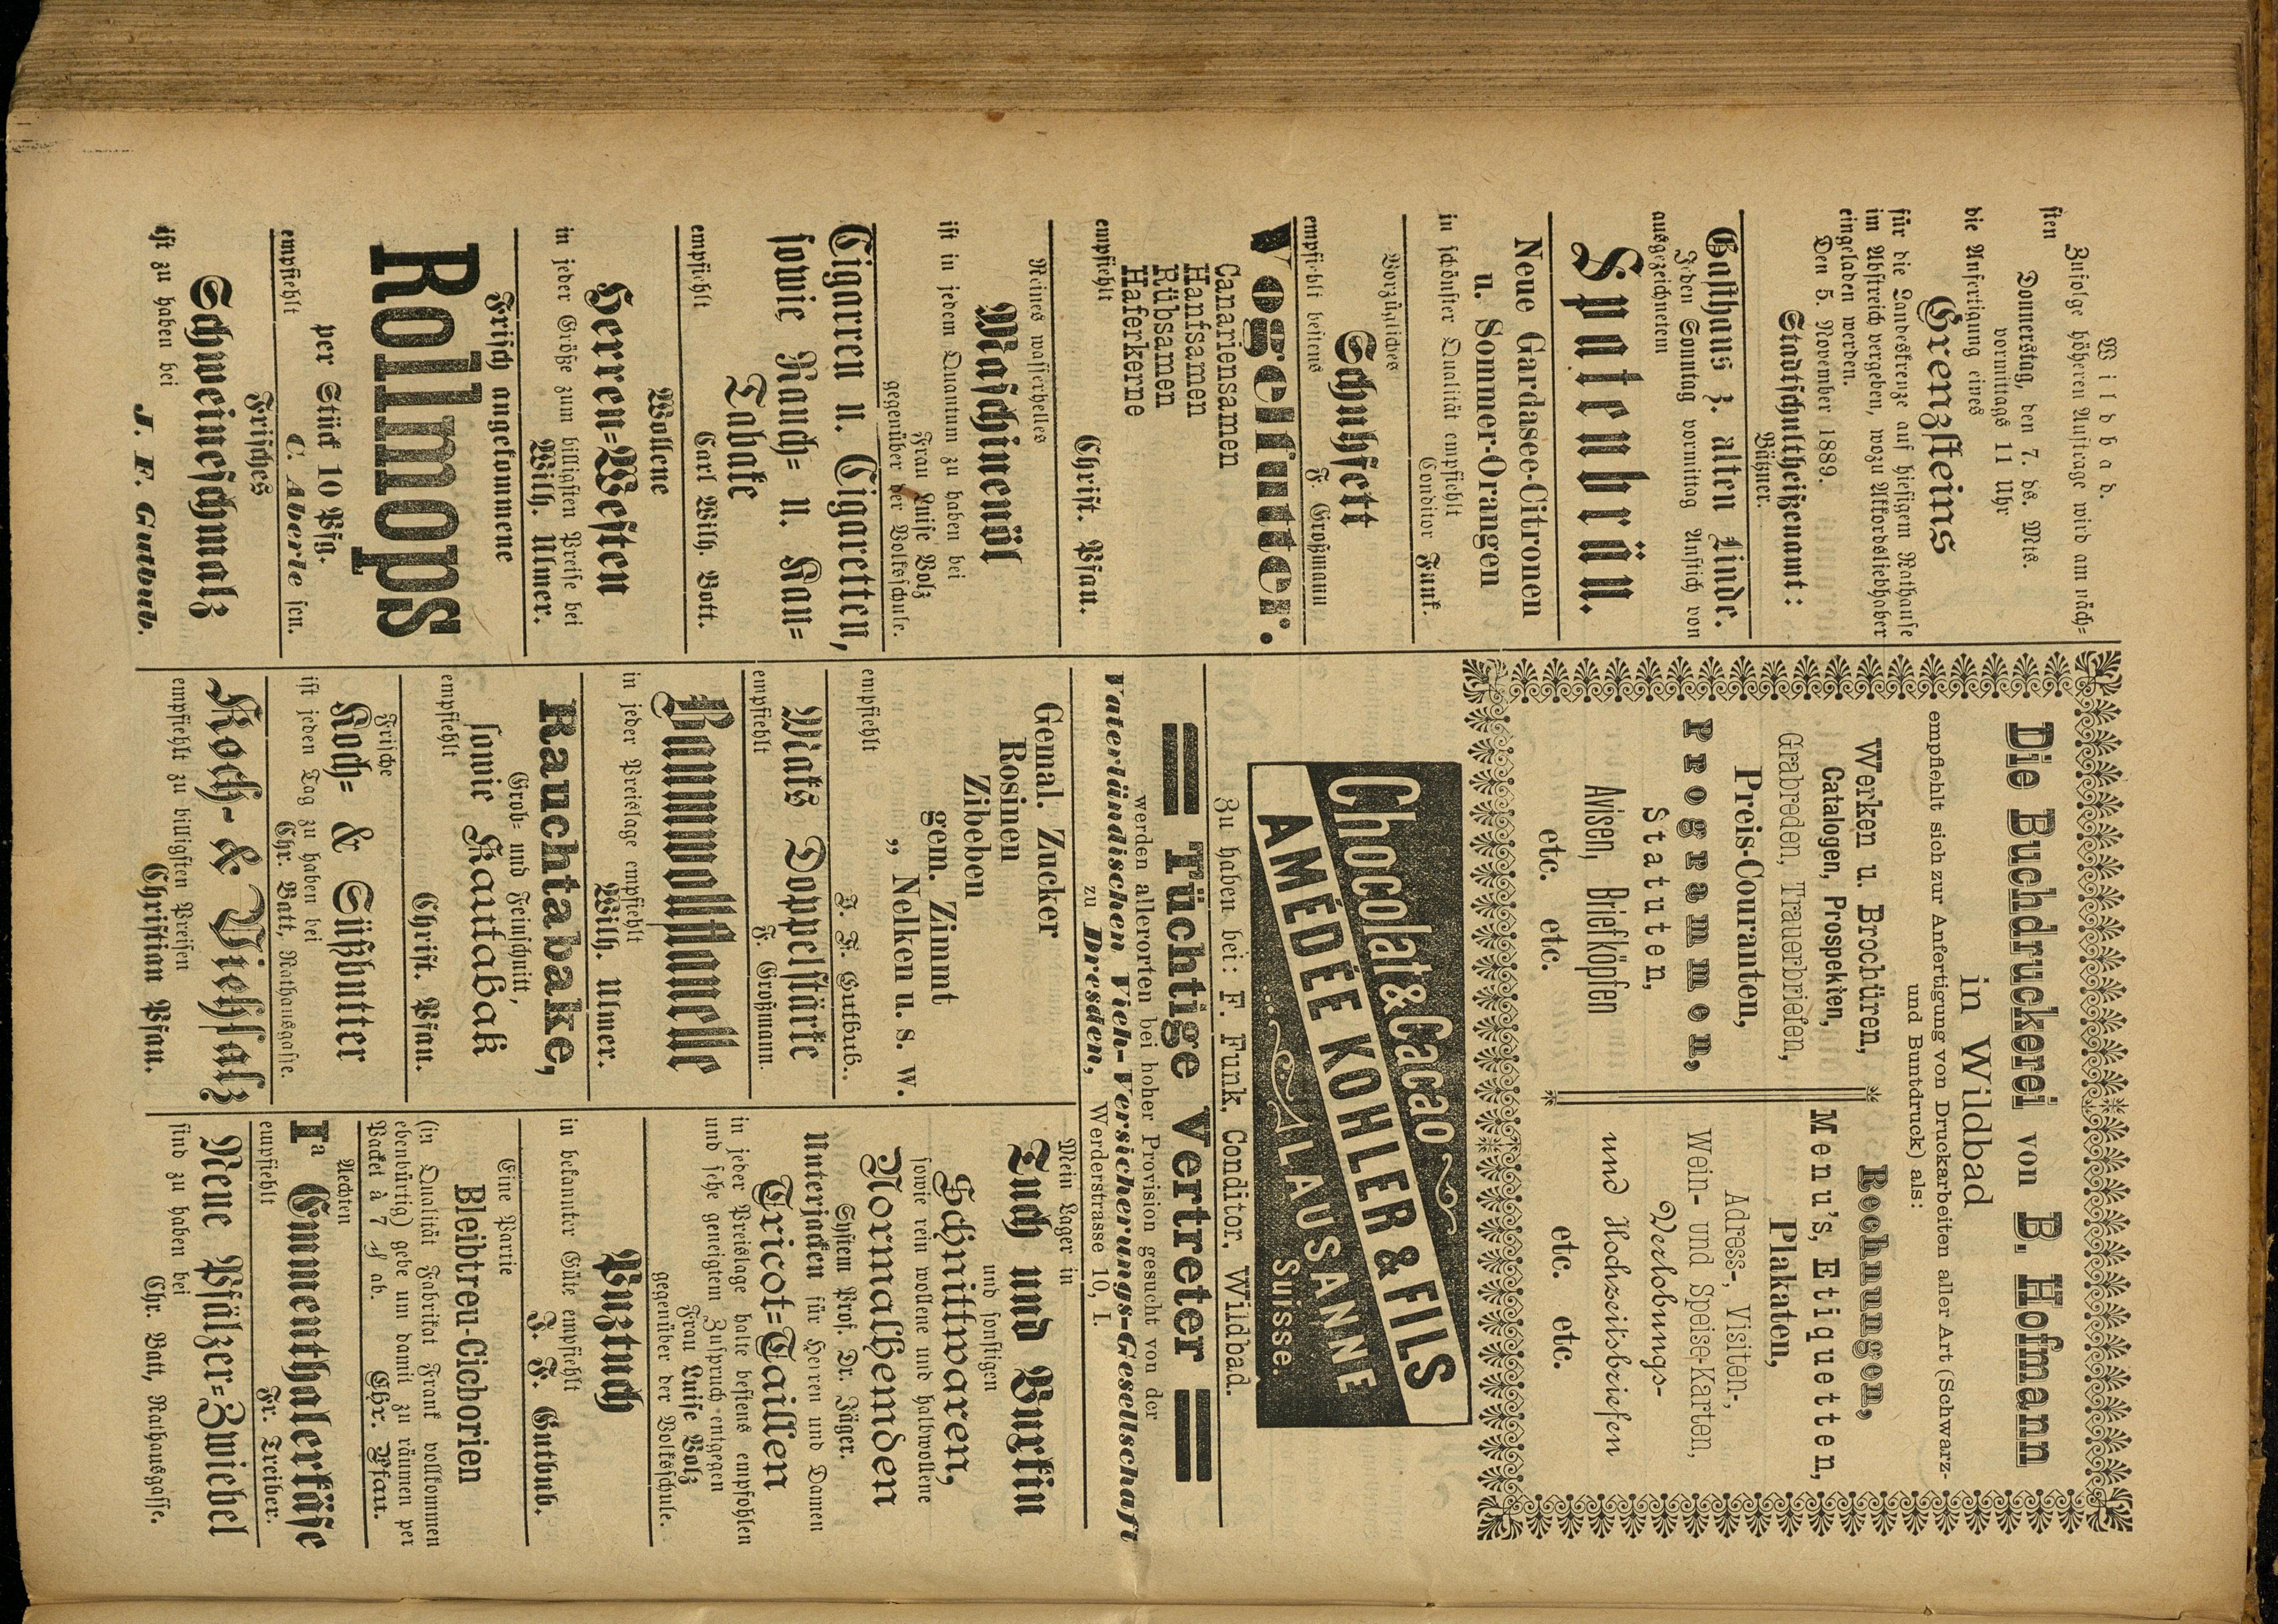 Wildbad.
Zufolge höheren Auftrags wird am näch=
sten
Donnerstag, den 7. ds. Mts.
vormittags 11 Uhr
die Anfertigung eines
Grenzsteins
für die Landesgrenze auf hiesigem Rathause
im Abstreich vergeben, wozu Akkordsliebhaber
eingeladen werden.
Den 5. November 1889.
Stadtschultheißenamt:
Bätzner.
Gasthaus z. alten Linde.
Jeden Sonntag vormittag Anstich von
ausgezeichnetem
Spatenbräu.
Neue Gardasee-Citronen
u. Sommer-Orangen
in schönster Qualität empfiehlt
Conditor Funk.
Vorzügliches
Schuhfett
empfiehlt bestens F. Großmann
Vogelfutter.
Canariensamen
Hanfsamen
Rübsamen
Haferkerne
empfiehlt
Christ. Pfau.
Reines wasserhelles
Maschinenöl
ist in jedem Quantum zu haben bei
Frau Luise Volz
gegenüber der Volksschule.
Cigarren u. Cigaretten,
sowie Rauch= u. Kau=
Tabake
empfiehlt Carl Wilh. Bott.
Wollene
Herren=Westen
in jeder Größe zum billigsten Preise bei
Wilh. Ulmer.
Frisch angekommene
Rollmops
per Stück 10 Pfg.
empfiehlt C. Aberle sen.
Frisches
Schweineschmalz
ist zu haben bei
J. F. Gutbub.
Die Buchdruckerei von B. Hofmann
in Wildbad
empfiehlt sich zur Anfertigung von Druckarbeiten aller Art (Schwarz-
und Buntdruck) als:
Werken u. Brochüren,
Catalogen, Prospekten,
Grabreden, Trauerbriefen,
Preis-Couranten,
Programmen,
Statuten,
Avisen, Briefköpfen
etc. etc.
Rechnungen,
Menu's, Etiquetten,
Plakaten,
Adress-, Visiten-,
Wein- und Speise-Karten,
Verlobungs-
und Hochzeitsbriefen
etc. etc.
Chocolat & Cacao
AMÉDÉE KOHLER & FILS
LAUSANNE
Suisse.
Zu haben bei: F. Funk, Conditor, Wildbad.
Tüchtige Vertreter
werden allerorten bei hoher Provision gesucht von der
Vaterländischen Vieh-Versicherungs-Gesellschaft
zu Dresden, Werderstrasse 10, I.
Gemal. Zucker
Rosinen
Zibeben
gem. Zimmt
„ Nelken u. s. w.
empfiehlt J. F. Gutbub.
Maks Doppelstärke
empfiehlt F. Großmann.
Baumwollflanelle
in jeder Preislage empfiehlt
Wilh. Ulmer.
Rauchtabake,
Grob= und Feinschnitt,
sowie Kautabak
empfiehlt
Christ. Pfau.
Frische
Koch= & Süßbutter
ist jeden Tag zu haben bei
Chr. Batt, Rathausgasse.
Koch- & Viehsalz
empfiehlt zu billigsten Preisen
Christian Pfau.
Mein Lager in
Tuch und Burkin
und sonstigen
Schnittwaren,
sowie rein wollene und halbwollene
Normalhemden
System Prof. Dr. Jäger.
Unterjacken für Herren und Damen
Tricot=Taillen
in jeder Preislage halte bestens empfohlen
und sehe geneigtem Zuspruch entgegen
Frau Luise Volz
gegenüber der Volksschule.
Putztuch
in bekannter Güte empfiehlt
J. F. Gutbub.
Eine Partie
Bleibtreu-Cichorien
(in Qualität Fabrikat Frank vollkommen
ebenbürtig) gebe um damit zu räumen per
Packet à 7 ₰ ab. Chr. Pfau.
Aechten
Ia Emmenthalerkäse
empfiehlt Fr. Treiber.
Neue Pfälzer=Zwiebel
sind zu haben bei
Chr. Batt, Rathausgasse.